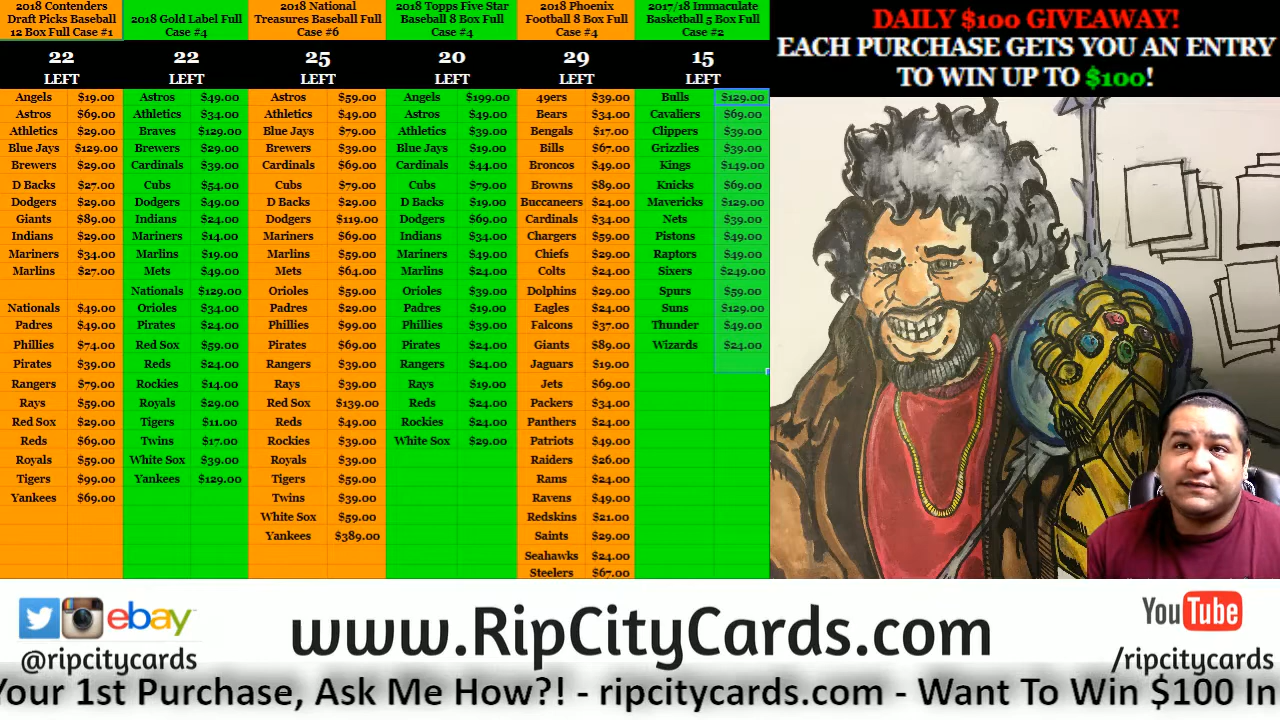 2018 Contenders
Draft Picks Baseball
12 Box Full Case #1
22
LEFT
Angels $19.00
Astros $69.00
Athletics $29.00
Blue Jays $129.00
Brewers $29.00
D Backs $27.00
Dodgers $29.00
Giants $89.00
Indians $29.00
Mariners $34.00
Marlins $27.00
Nationals $49.00
Padres $49.00
Phillies $74.00
Pirates $39.00
Rangers $79.00
Rays $59.00
Red Sox $29.00
Reds $69.00
Royals $59.00
Tigers $99.00
Yankees $69.00
2018 Gold Label Full
Case #4
22
LEFT
Astros $49.00
Athletics $34.00
Braves $129.00
Brewers $29.00
Cardinals $39.00
Cubs $54.00
Dodgers $49.00
Indians $24.00
Mariners $14.00
Marlins $19.00
Mets $49.00
Nationals $129.00
Orioles $34.00
Pirates $24.00
Red Sox $59.00
Reds $24.00
Rockies $14.00
Royals $29.00
Tigers $11.00
Twins $17.00
White Sox $39.00
Yankees $129.00
2018 National
Treasures Baseball Full
Case #6
25
LEFT
Astros $59.00
Athletics $49.00
Blue Jays $79.00
Brewers $39.00
Cardinals $69.00
Cubs $79.00
D Backs $29.00
Dodgers $119.00
Mariners $69.00
Marlins $59.00
Mets $64.00
Orioles $59.00
Padres $29.00
Phillies $99.00
Pirates $69.00
Rangers $39.00
Rays $39.00
Red Sox $139.00
Reds $49.00
Rockies $39.00
Royals $39.00
Tigers $59.00
Twins $39.00
White Sox $59.00
Yankees $389.00
2018 Topps Five Star
Baseball 8 Box Full
Case #4
20
LEFT
Angels $199.00
Astros $49.00
Athletics $39.00
Blue Jays $19.00
Cardinals $44.00
Cubs $79.00
D Backs $19.00
Dodgers $69.00
Indians $34.00
Mariners $49.00
Marlins $24.00
Orioles $39.00
Padres $19.00
Phillies $39.00
Pirates $24.00
Rangers $24.00
Rays $19.00
Reds $24.00
Rockies $24.00
White Sox $29.00
2018 Phoenix
Football 8 Box Full
Case #4
29
LEFT
49ers $39.00
Bears $34.00
Bengals $17.00
Bills $67.00
Broncos $49.00
Browns $89.00
Buccaneers $24.00
Cardinals $34.00
Chargers $59.00
Chiefs $29.00
Colts $24.00
Dolphins $29.00
Eagles $24.00
Falcons $37.00
Giants $89.00
Jaguars $19.00
Jets $69.00
Packers $34.00
Panthers $24.00
Patriots $49.00
Raiders $26.00
Rams $24.00
Ravens $49.00
Redskins $21.00
Saints $29.00
Seahawks $24.00
Steelers $67.00
2017/18 Immaculate
Basketball 5 Box Full
Case #2
15
LEFT
Bulls $129.00
Cavaliers $69.00
Clippers $39.00
Grizzlies $39.00
Kings $149.00
Knicks $69.00
Mavericks $129.00
Nets $39.00
Pistons $49.00
Raptors $49.00
Sixers $249.00
Spurs $59.00
Suns $129.00
Thunder $49.00
Wizards $24.00
DAILY $100 GIVEAWAY!
EACH PURCHASE GETS YOU AN ENTRY
TO WIN UP TO $100!
ebay
@ripcitycards
www.RipCityCards.com
YouTube
/ripcitycards
Your 1st Purchase, Ask Me How?! - ripcitycards.com - Want To Win $100 In